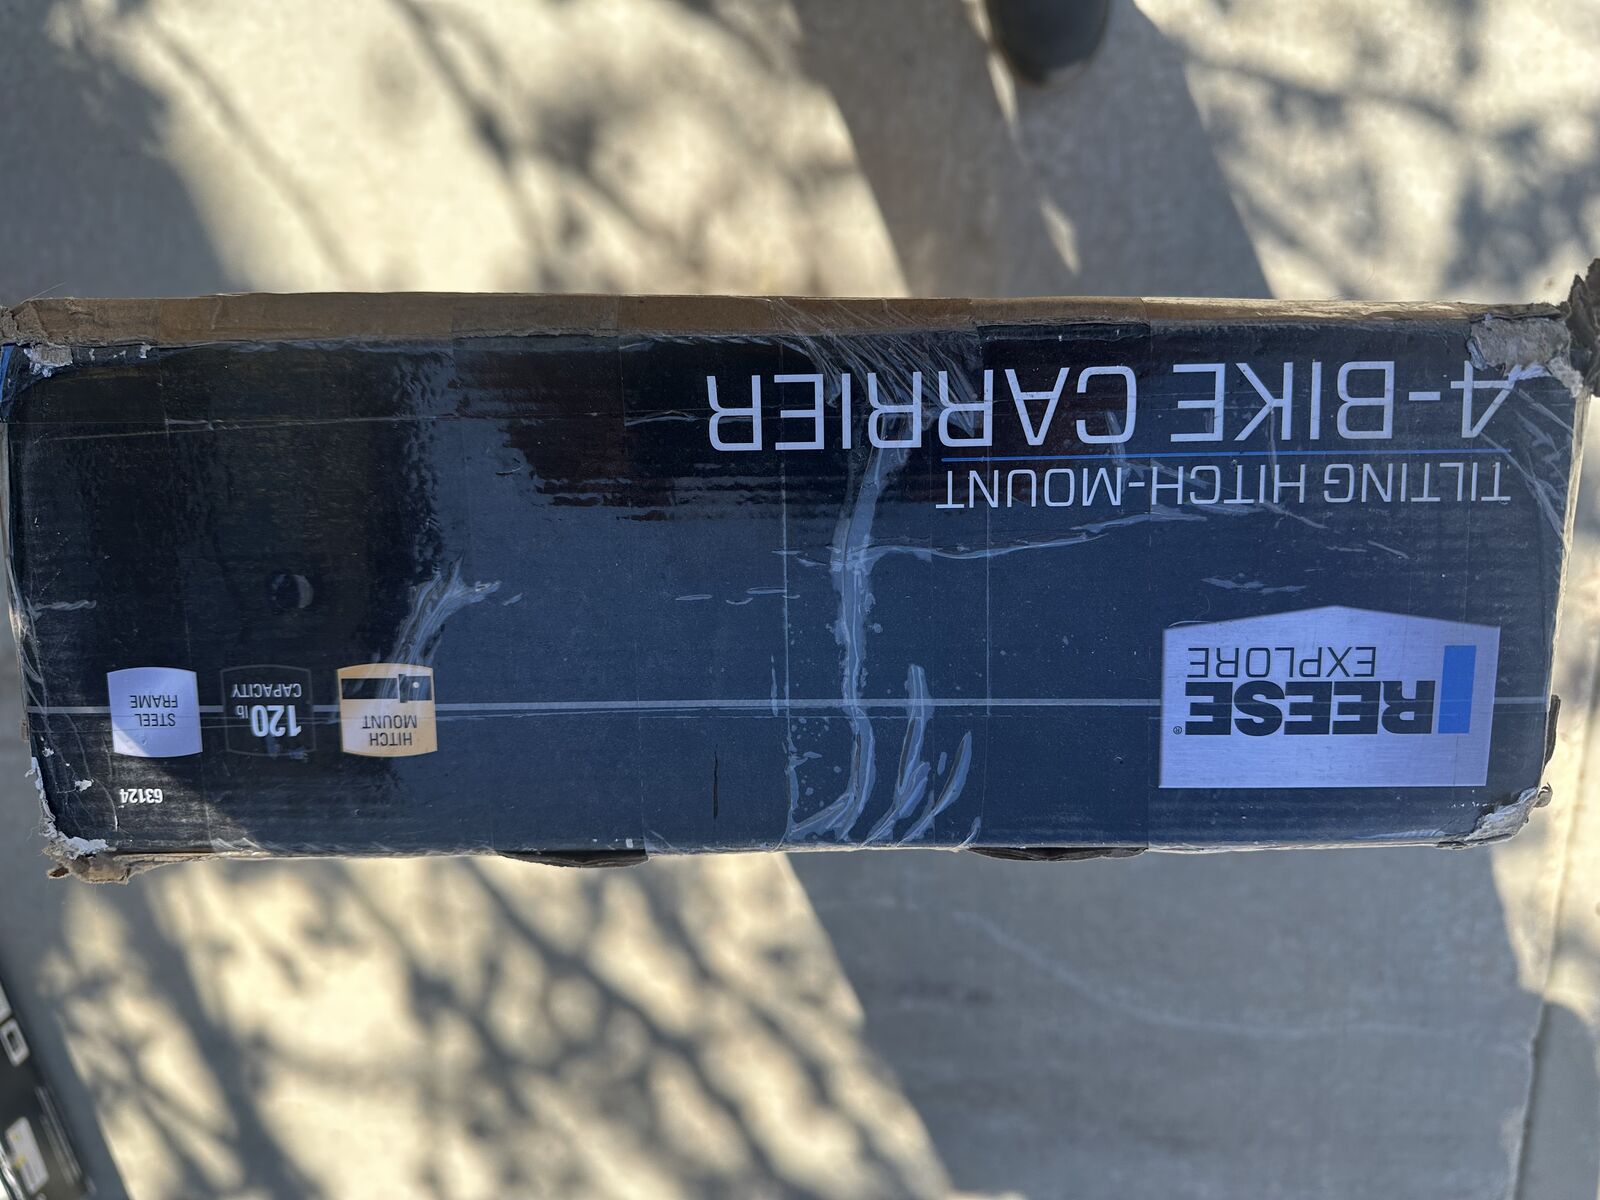 TILTING HITCH-MOUNT
4-BIKE CARRIER
REESE®
EXPLORE
63124
HITCH
MOUNT
120 lb
CAPACITY
STEEL
FRAME